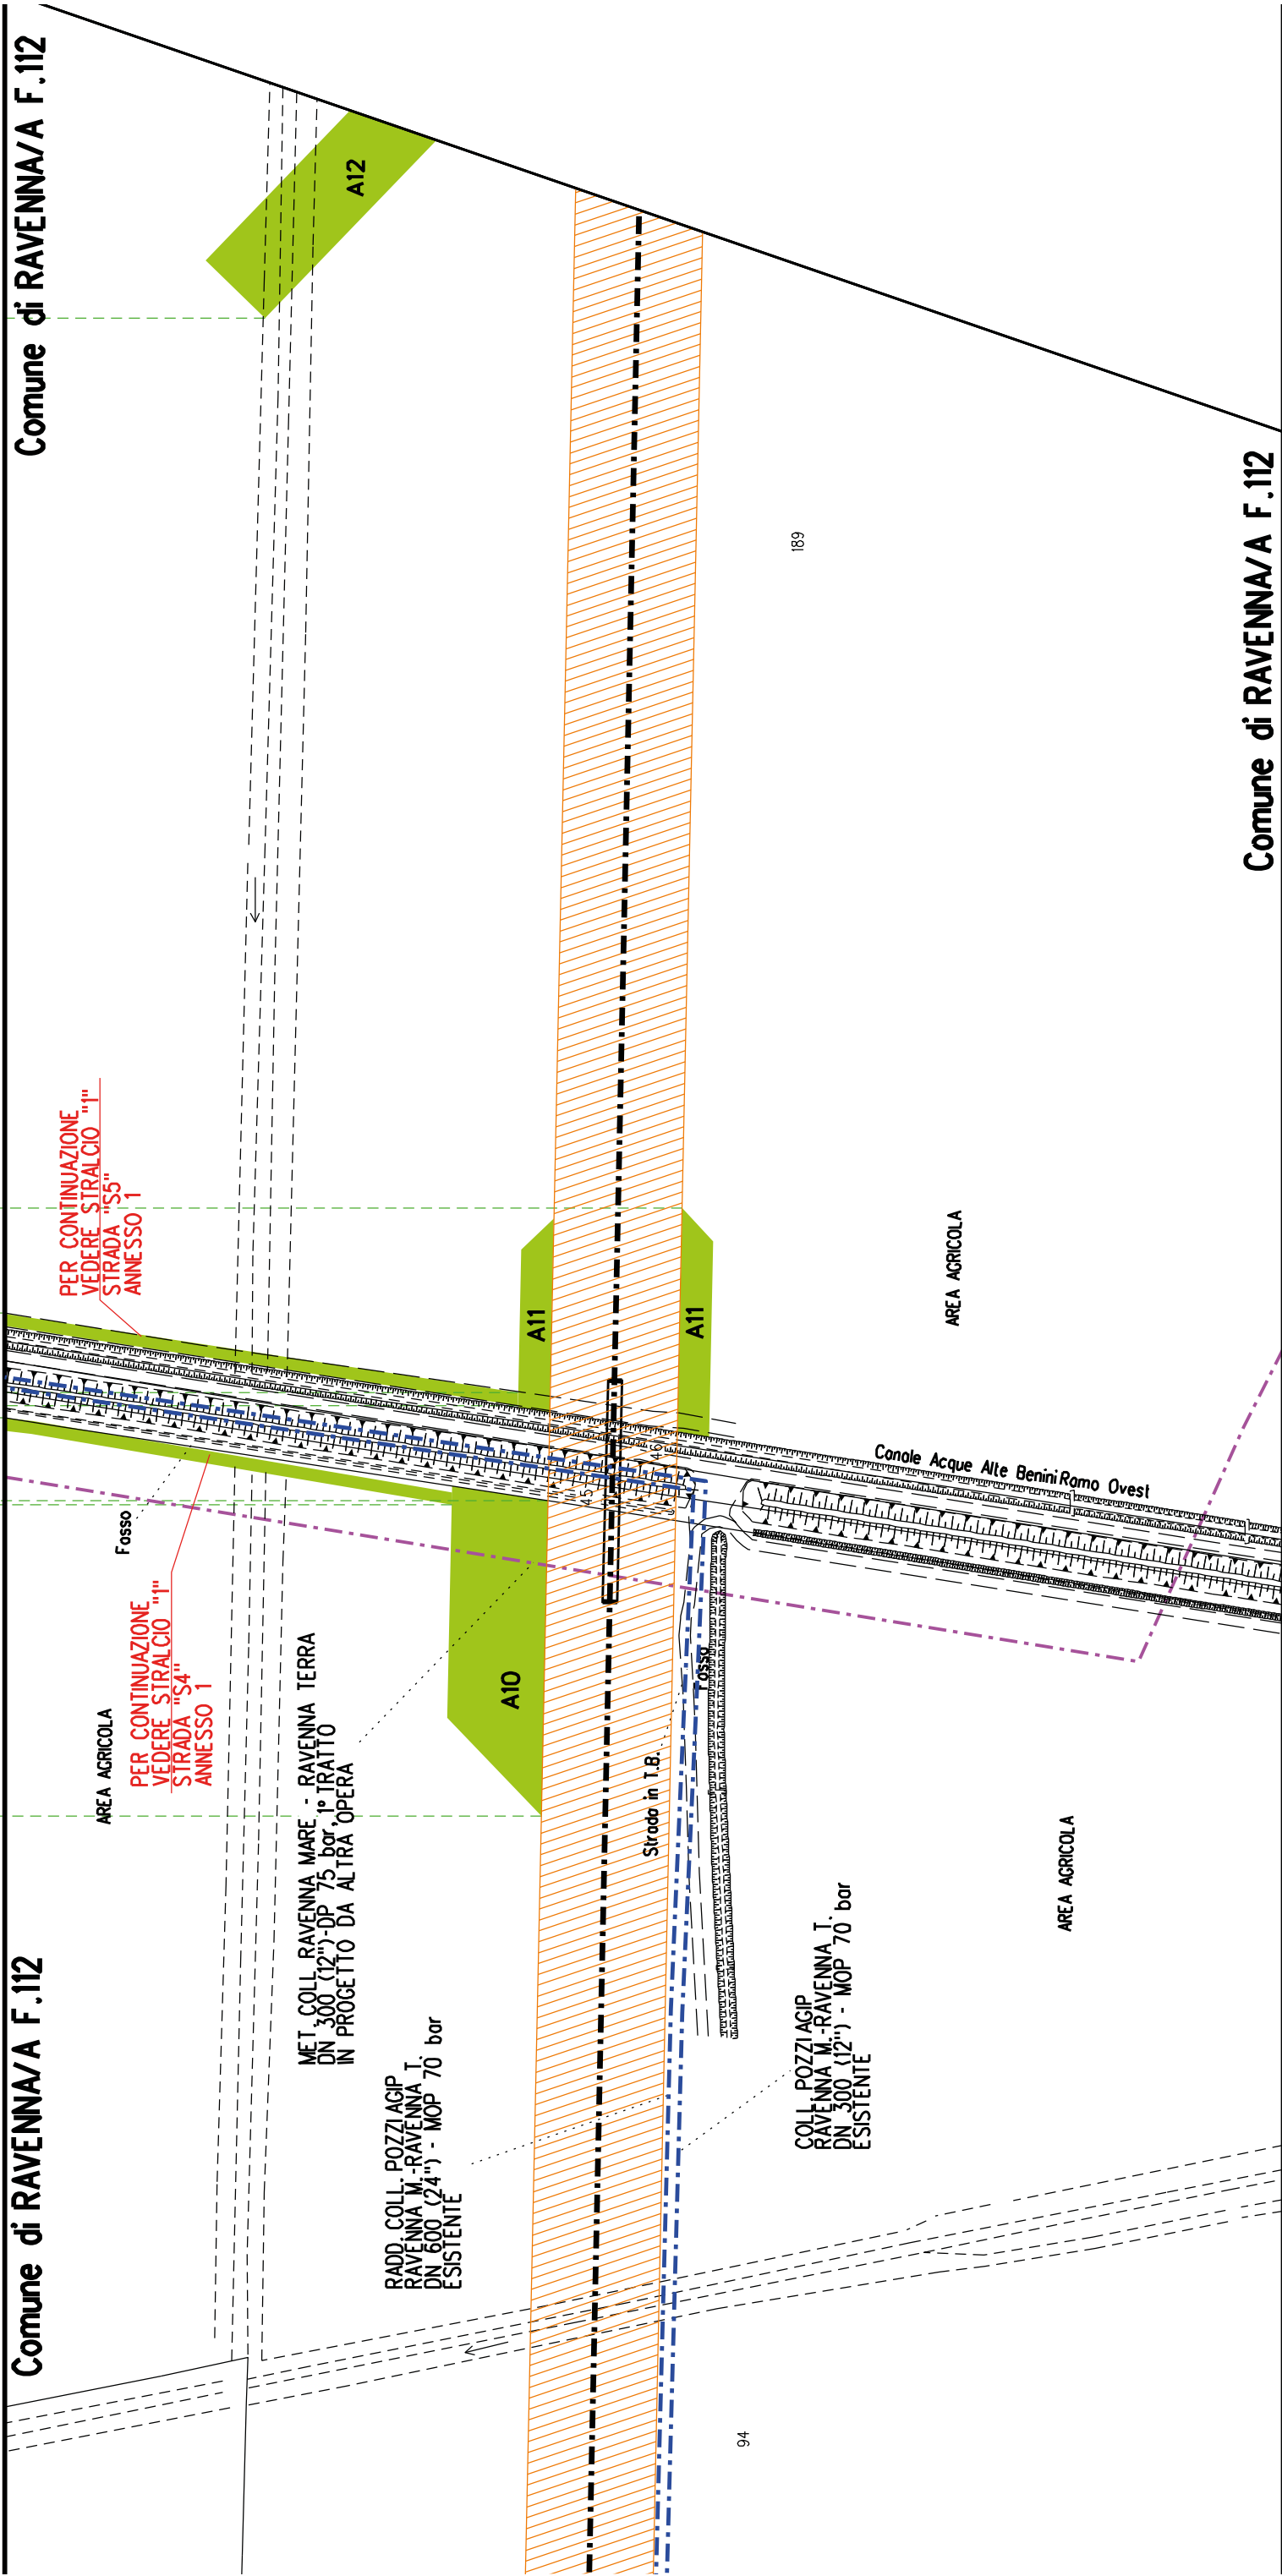 Comune di RAVENNA/A F.112
Comune di RAVENNA/A F.112
Comune di RAVENNA/A F.112
A12
189
PER CONTINUAZIONE
VEDERE STRALCIO "1"
STRADA "S5"
ANNESSO 1
A11
A11
AREA AGRICOLA
Canale Acque Alte Benini Ramo Ovest
Fosso
PER CONTINUAZIONE
VEDERE STRALCIO "1"
STRADA "S4"
ANNESSO 1
AREA AGRICOLA
A10
Fosso
Strada in T.B.
MET. COLL. RAVENNA MARE - RAVENNA TERRA
DN 300 (12")-DP 75 bar, 1° TRATTO
IN PROGETTO DA ALTRA OPERA
AREA AGRICOLA
RADD. COLL. POZZI AGIP
RAVENNA M.-RAVENNA T.
DN 600 (24") - MOP 70 bar
ESISTENTE
COLL. POZZI AGIP
RAVENNA M.-RAVENNA T.
DN 300 (12") - MOP 70 bar
ESISTENTE
94